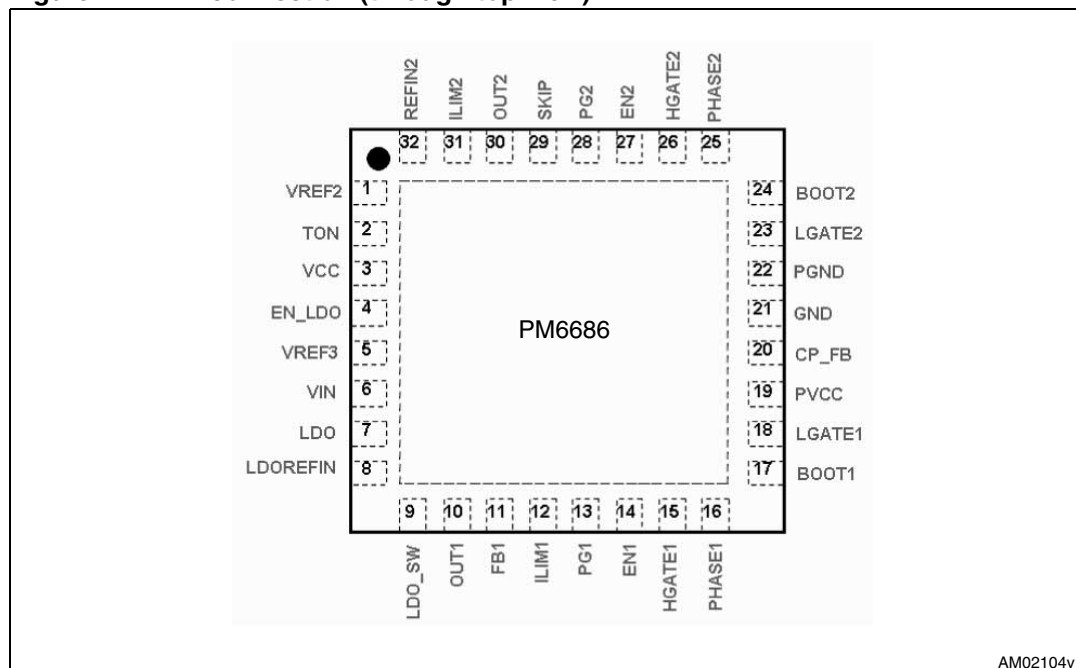 REFIN2
ILIM2
OUT2
SKIP
PG2
EN2
HGATE2
PHASE2
32 31 30 29 28 27 26 25
VREF2 1
TON 2
VCC 3
EN_LDO 4
VREF3 5
VIN 6
LDO 7
LDOREFIN 8
PM6686
24 BOOT2
23 LGATE2
22 PGND
21 GND
20 CP_FB
19 PVCC
18 LGATE1
17 BOOT1
9 10 11 12 13 14 15 16
LDO_SW
OUT1
FB1
ILIM1
PG1
EN1
HGATE1
PHASE1